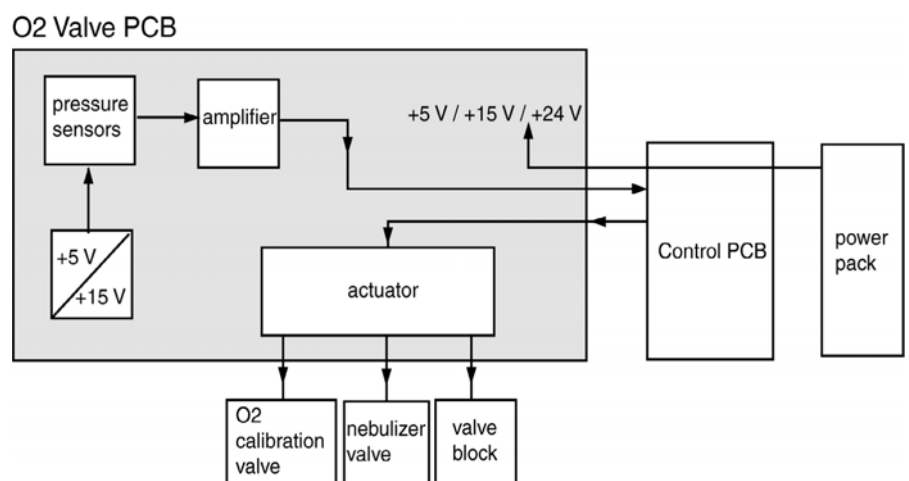 O2 Valve PCB
pressure
sensors
amplifier
+5 V / +15 V / +24 V
+5 V
+15 V
actuator
Control PCB
power
pack
O2
calibration
valve
nebulizer
valve
valve
block